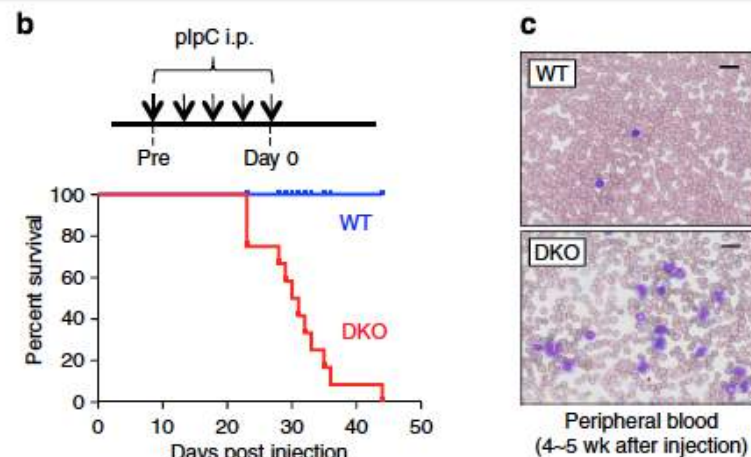 b
pIpC i.p.
Pre
Day 0
100
80
60
40
20
0
Percent survival
WT
DKO
0 10 20 30 40 50
Days post injection
c
WT
DKO
Peripheral blood
(4~5 wk after injection)